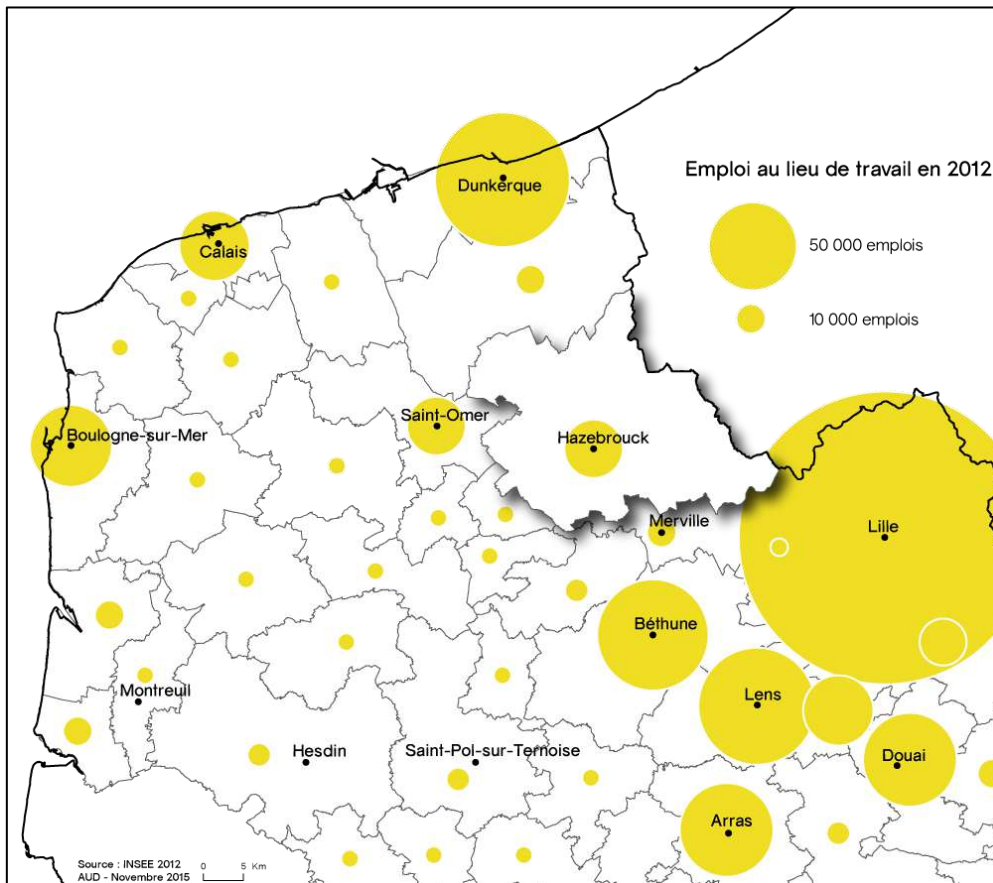 Emploi au lieu de travail en 2012
50 000 emplois
10 000 emplois
Dunkerque
Calais
Saint-Omer
Boulogne-sur-Mer
Hazebrouck
Merville
Lille
Béthune
Montreuil
Lens
Hesdin
Saint-Pol-sur-Ternoise
Douai
Arras
Source : INSEE 2012
AUD - Novembre 2015
0 5 Km